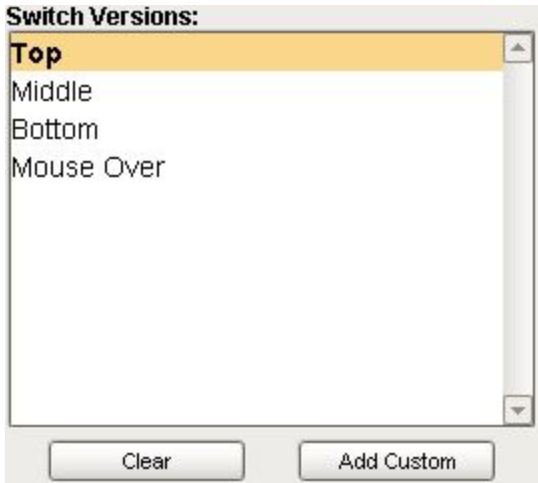 Switch Versions:
Top
Middle
Bottom
Mouse Over
Clear
Add Custom